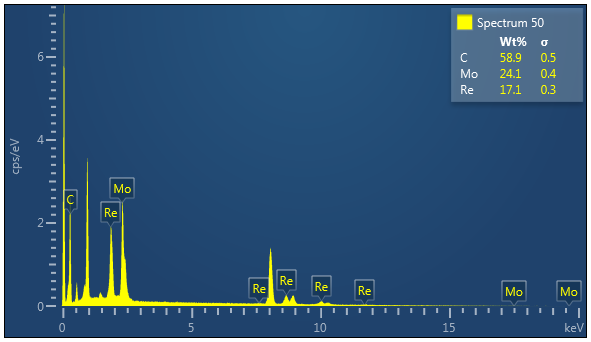 Spectrum 50
Wt% σ
C 58.9 0.5
Mo 24.1 0.4
Re 17.1 0.3
cps/eV
6
4
2
0
C
Re
Mo
Re
Re
Re
Re
Mo
Mo
0 5 10 15 keV